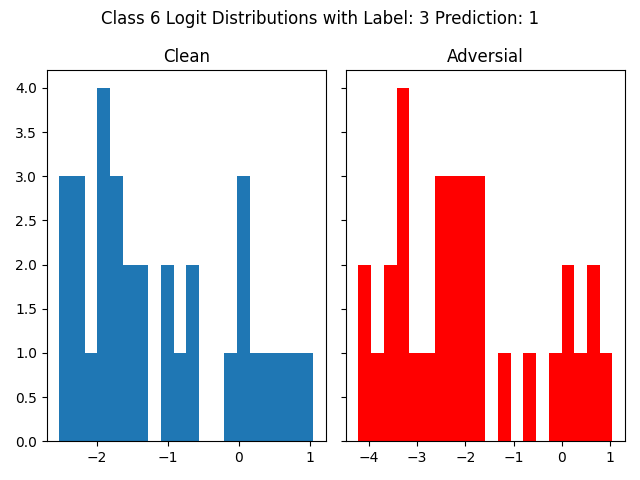 Class 6 Logit Distributions with Label: 3 Prediction: 1
Clean
Adversial
4.0
3.5
3.0
2.5
2.0
1.5
1.0
0.5
0.0
−2 −1 0 1
−4 −3 −2 −1 0 1